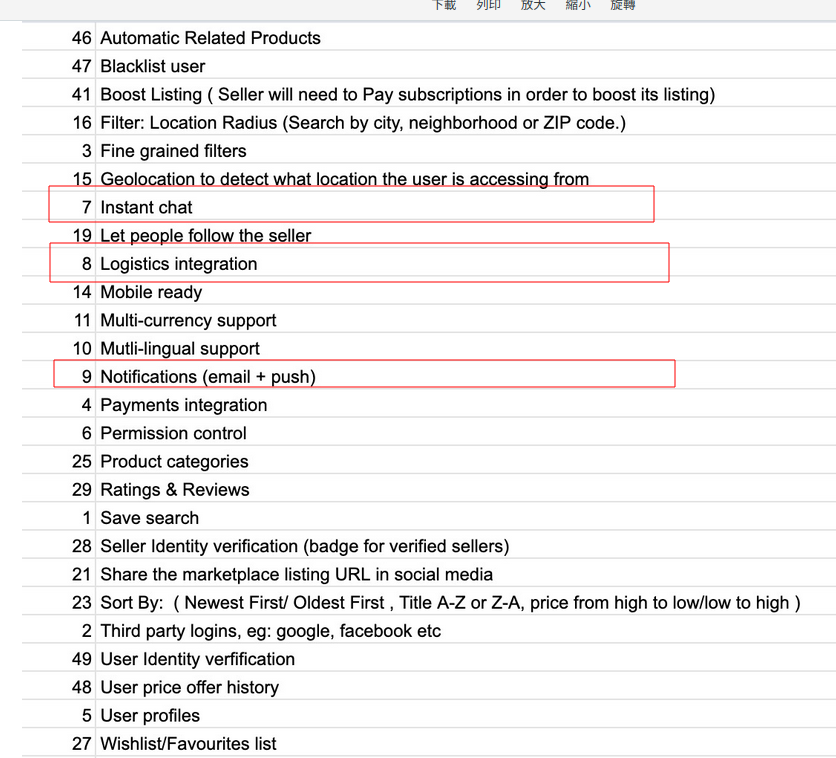 下載 列印 放大 縮小 旋轉
46 Automatic Related Products
47 Blacklist user
41 Boost Listing ( Seller will need to Pay subscriptions in order to boost its listing)
16 Filter: Location Radius (Search by city, neighborhood or ZIP code.)
3 Fine grained filters
15 Geolocation to detect what location the user is accessing from
7 Instant chat
19 Let people follow the seller
8 Logistics integration
14 Mobile ready
11 Multi-currency support
10 Mutli-lingual support
9 Notifications (email + push)
4 Payments integration
6 Permission control
25 Product categories
29 Ratings & Reviews
1 Save search
28 Seller Identity verification (badge for verified sellers)
21 Share the marketplace listing URL in social media
23 Sort By:  ( Newest First/ Oldest First , Title A-Z or Z-A, price from high to low/low to high )
2 Third party logins, eg: google, facebook etc
49 User Identity verfification
48 User price offer history
5 User profiles
27 Wishlist/Favourites list